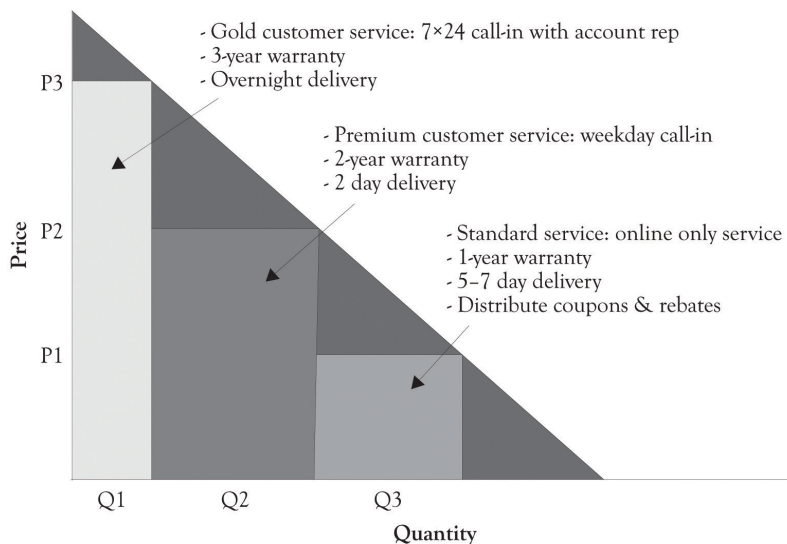 - Gold customer service: 7×24 call-in with account rep
- 3-year warranty
- Overnight delivery
P3
- Premium customer service: weekday call-in
- 2-year warranty
- 2 day delivery
P2
- Standard service: online only service
- 1-year warranty
- 5–7 day delivery
- Distribute coupons & rebates
Price
P1
Q1
Q2
Q3
Quantity